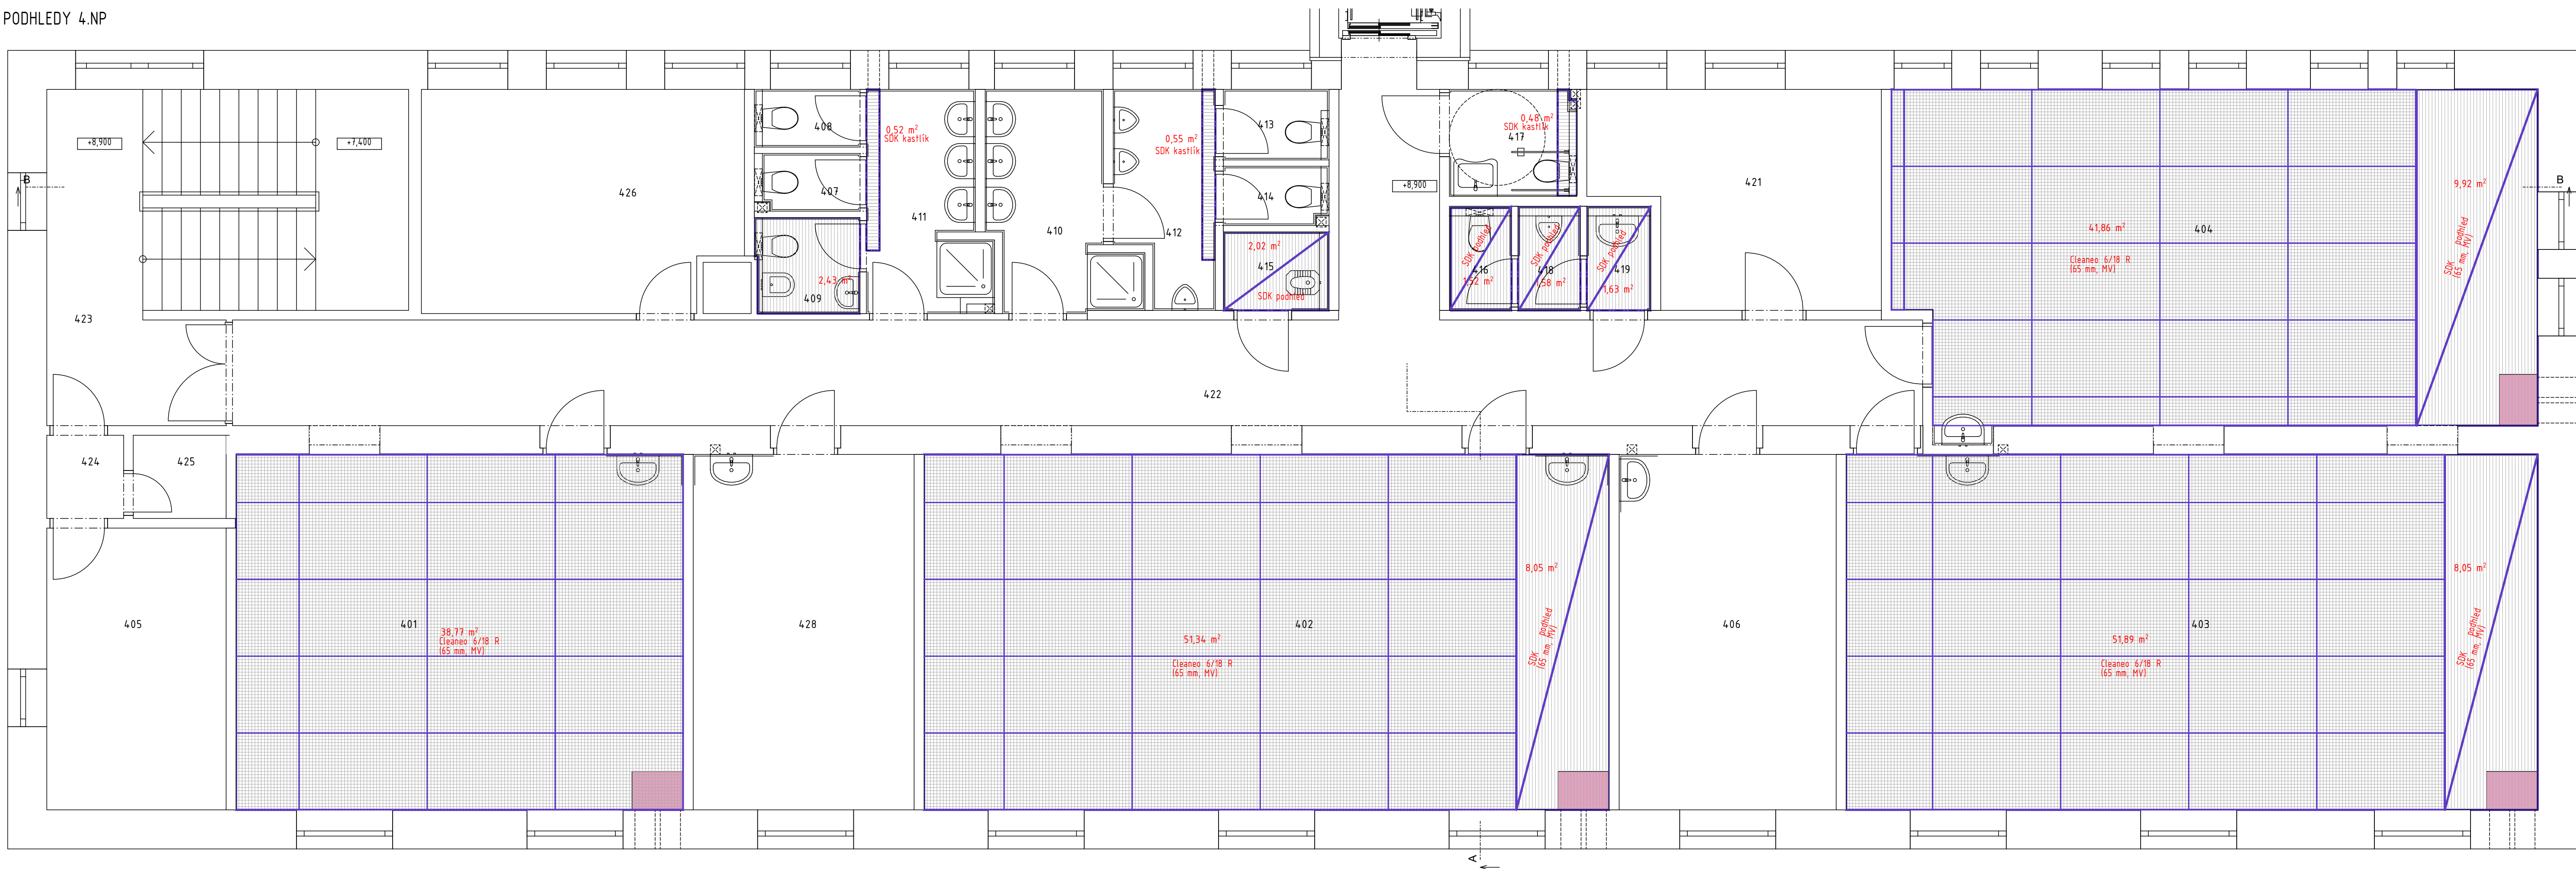 PODHLEDY 4.NP
+8,900
+7,400
B
426
408
407
2,43 m²
409
0,52 m²
SDK kastlík
411
410
412
0,55 m²
SDK kastlík
413
414
2,02 m²
415
SDK podhled
+8,900
0,48 m²
SDK kastlík
417
SDK podhled
416
1,52 m²
SDK podhled
418
1,58 m²
SDK podhled
419
1,63 m²
421
41,86 m²
404
Cleaneo 6/18 R
(65 mm, MV)
9,92 m²
SDK podhled
(65 mm, MV)
B
423
422
424
425
405
401
38,77 m²
Cleaneo 6/18 R
(65 mm, MV)
428
402
51,34 m²
Cleaneo 6/18 R
(65 mm, MV)
8,05 m²
SDK podhled
(65 mm, MV)
406
403
51,89 m²
Cleaneo 6/18 R
(65 mm, MV)
8,05 m²
SDK podhled
(65 mm, MV)
A